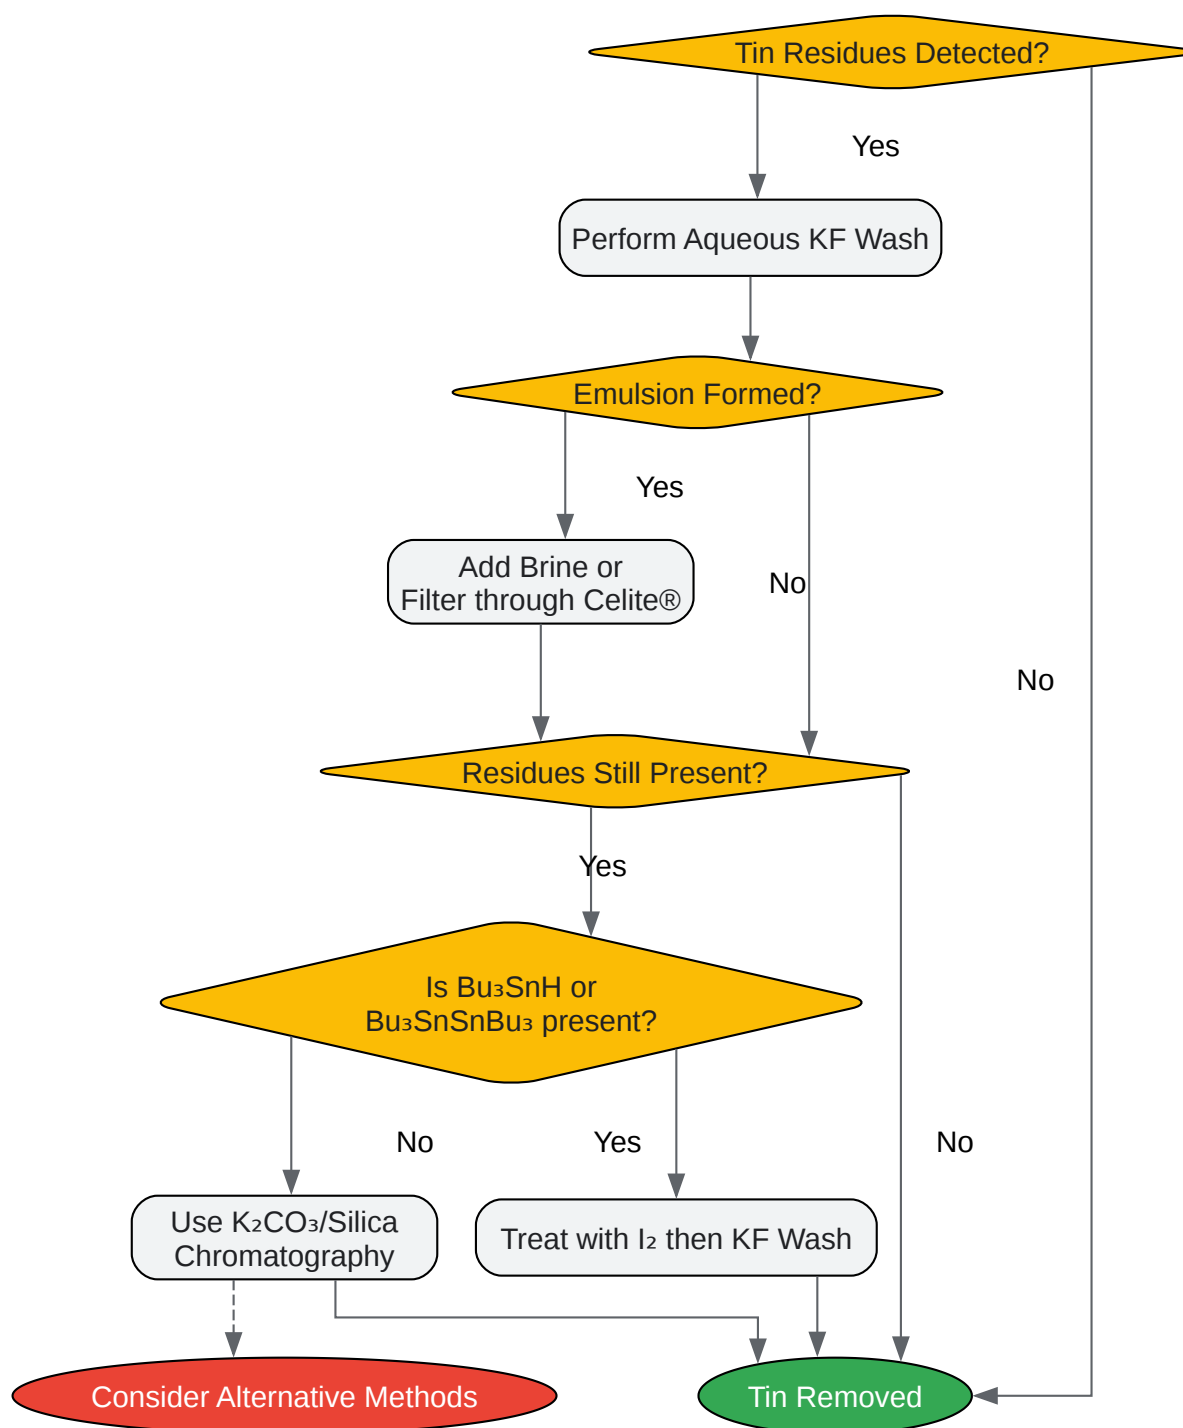 Tin Residues Detected?
Yes
Perform Aqueous KF Wash
Emulsion Formed?
Yes
Add Brine or
Filter through Celite®
No
No
Residues Still Present?
Yes
Is Bu₃SnH or
Bu₃SnSnBu₃ present?
No
Yes
No
Use K₂CO₃/Silica
Chromatography
Treat with I₂ then KF Wash
Consider Alternative Methods
Tin Removed